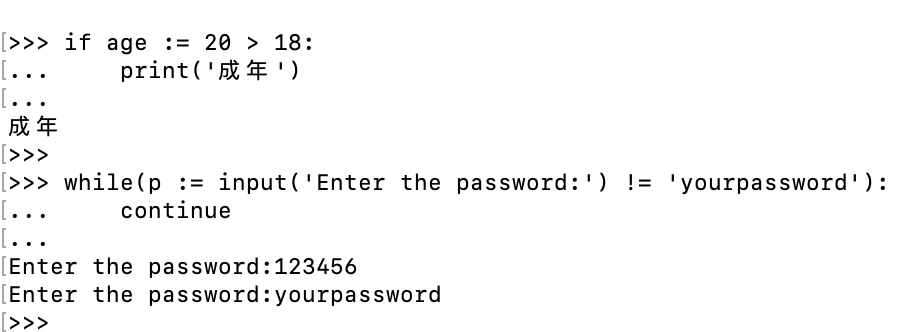 [>>> if age := 20 > 18:
[...     print('成年')
[...
成年
[>>>
[>>> while(p := input('Enter the password:') != 'yourpassword'):
[...     continue
[...
[Enter the password:123456
[Enter the password:yourpassword
[>>>